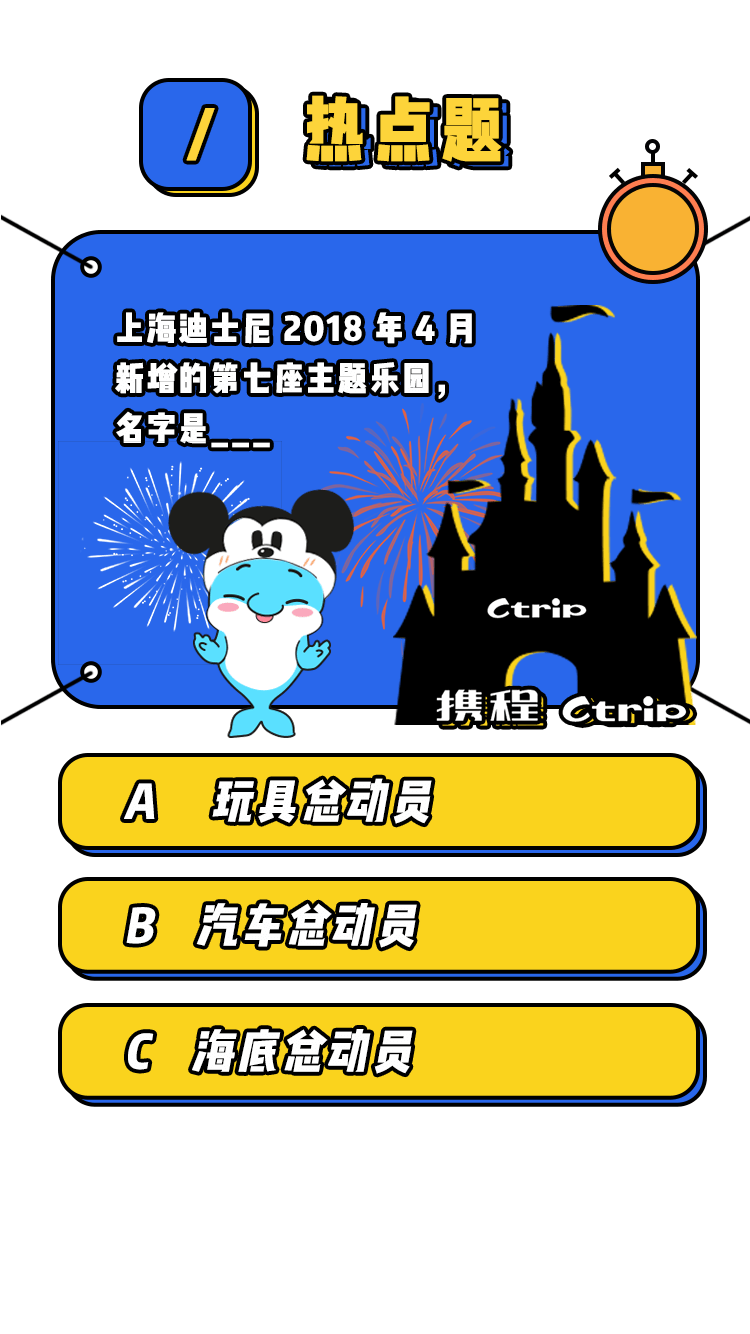 / 热点题
上海迪士尼 2018 年 4 月
新增的第七座主题乐园，
名字是___
Ctrip
携程 Ctrip
A 玩具总动员
B 汽车总动员
C 海底总动员